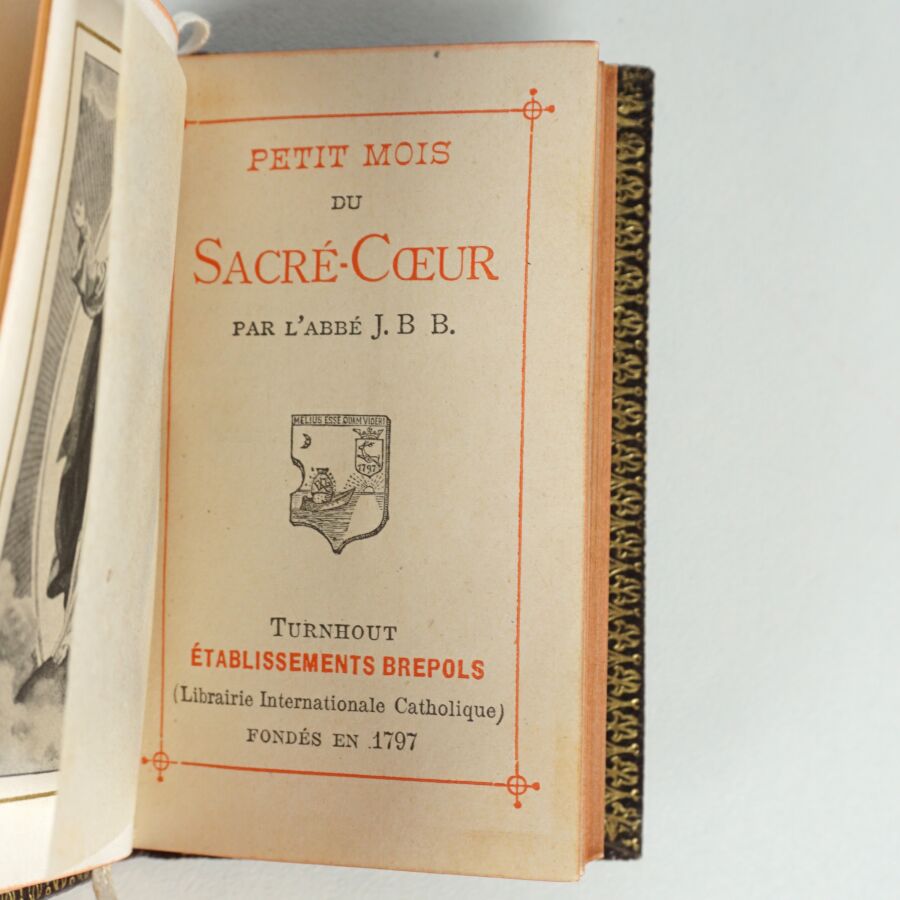 PETIT MOIS
DU
SACRÉ-CŒUR
PAR L'ABBÉ J. B B.
MELIUS ESSE QUAM VIDERI
1797
TURNHOUT
ÉTABLISSEMENTS BREPOLS
(Librairie Internationale Catholique)
FONDÉS EN 1797